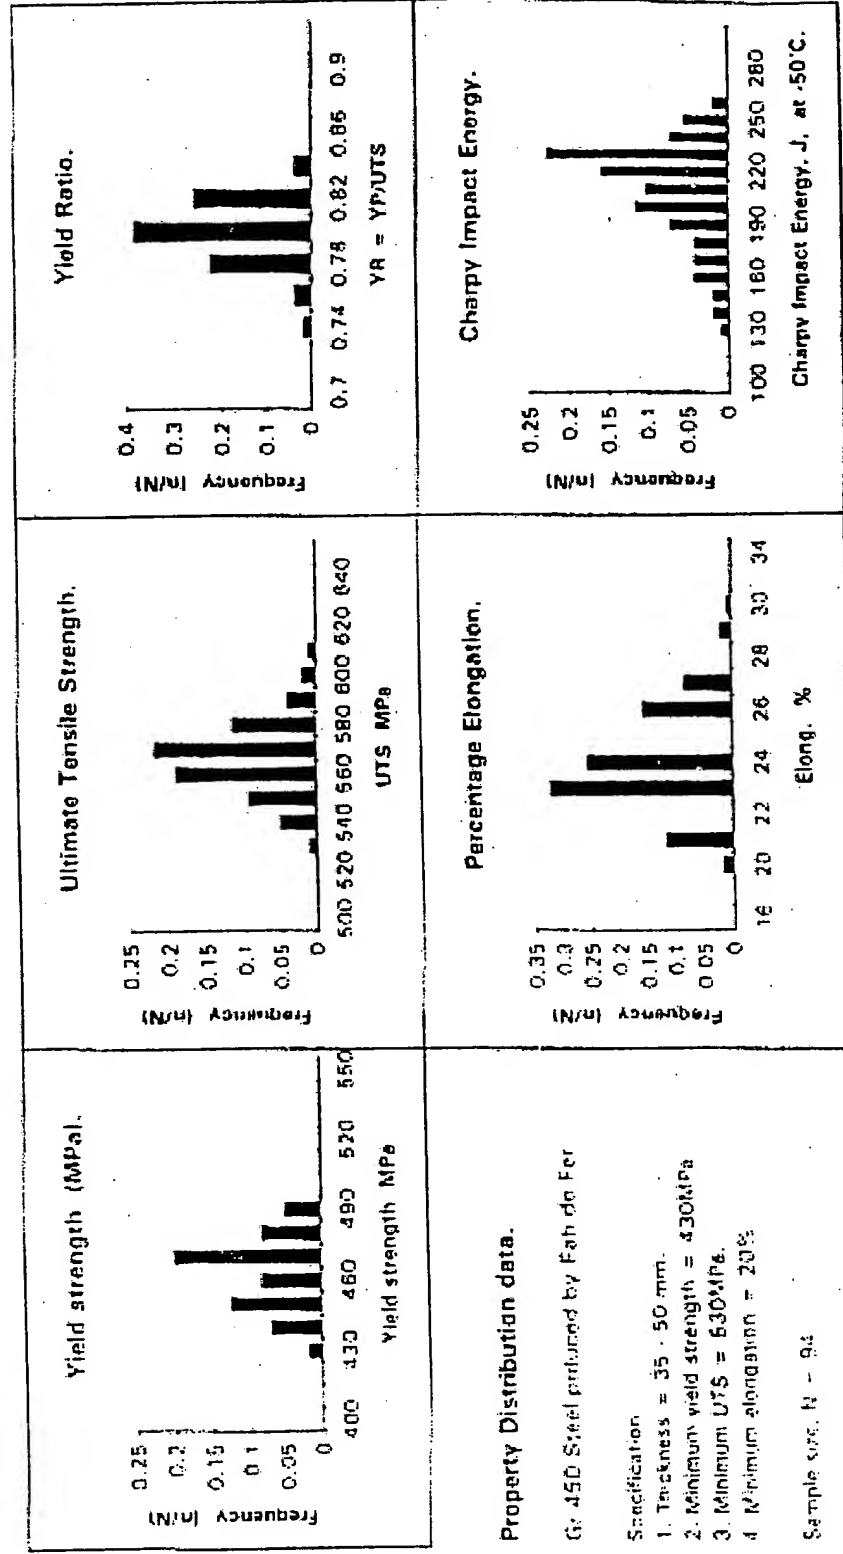 Yield strength (MPa).
Frequency (n/N)
0.25
0.2
0.15
0.1
0.05
0
400 430 460 490 520 550
Yield strength MPa
Ultimate Tensile Strength.
Frequency (n/N)
0.25
0.2
0.15
0.1
0.05
0
500 520 540 560 580 600 620 640
UTS MPa
Yield Ratio.
Frequency (n/N)
0.4
0.3
0.2
0.1
0
0.7 0.74 0.78 0.82 0.86 0.9
YR = YP/UTS
Property Distribution data.
Gr 450 Steel produced by Fab de Fer
Specification
1. Thickness = 35 - 50 mm.
2. Minimum yield strength = 430MPa
3. Minimum UTS = 530MPa.
4 Minimum elongation = 20%
Sample size, N = 94
Percentage Elongation.
Frequency (n/N)
0.35
0.3
0.25
0.2
0.15
0.1
0.05
0
16 20 22 24 26 28 30 34
Elong. %
Charpy Impact Energy.
Frequency (n/N)
0.25
0.2
0.15
0.1
0.05
0
100 130 160 190 220 250 280
Charpy Impact Energy, J. at -50°C.